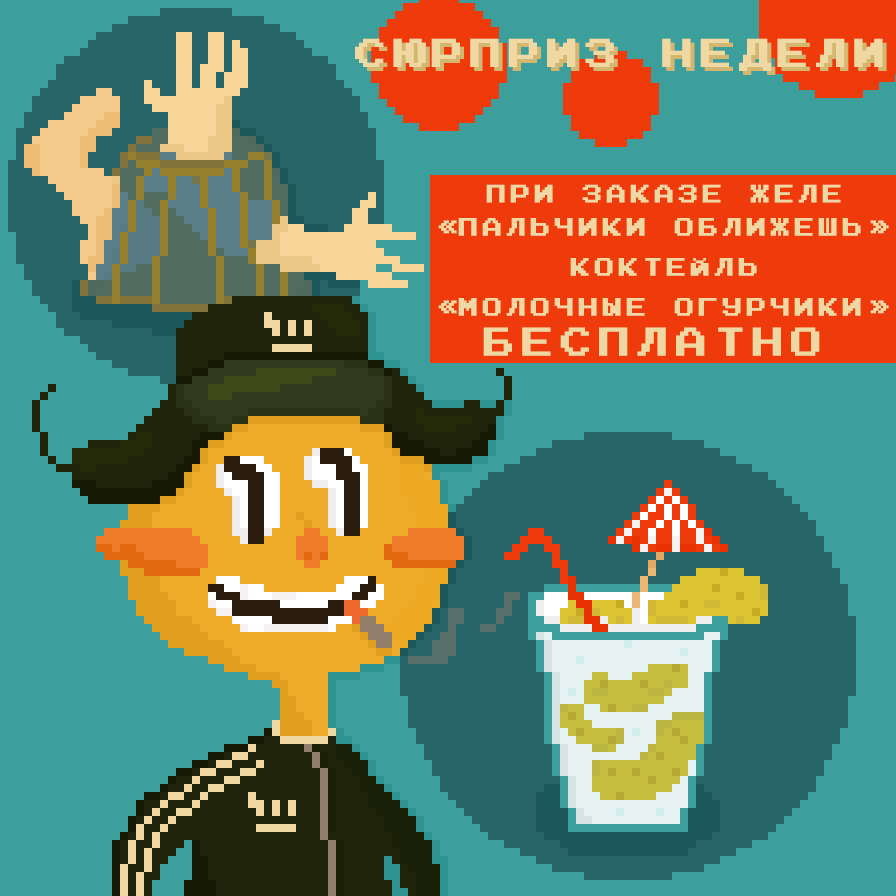 СЮРПРИЗ НЕДЕЛИ
ПРИ ЗАКАЗЕ ЖЕЛЕ
«ПАЛЬЧИКИ ОБЛИЖЕШЬ»
КОКТЕЙЛЬ
«МОЛОЧНЫЕ ОГУРЧИКИ»
БЕСПЛАТНО